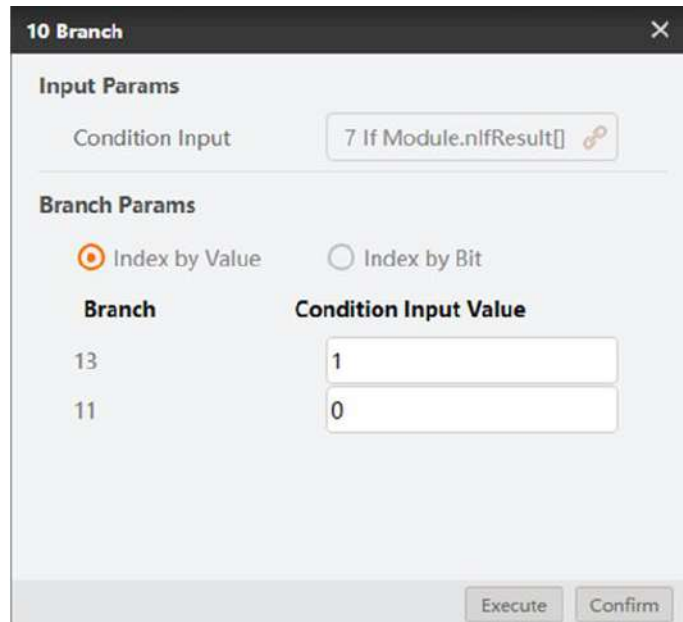 10 Branch
Input Params
Condition Input 7 If Module.nIfResult[]
Branch Params
Index by Value Index by Bit
Branch Condition Input Value
13 1
11 0
Execute Confirm